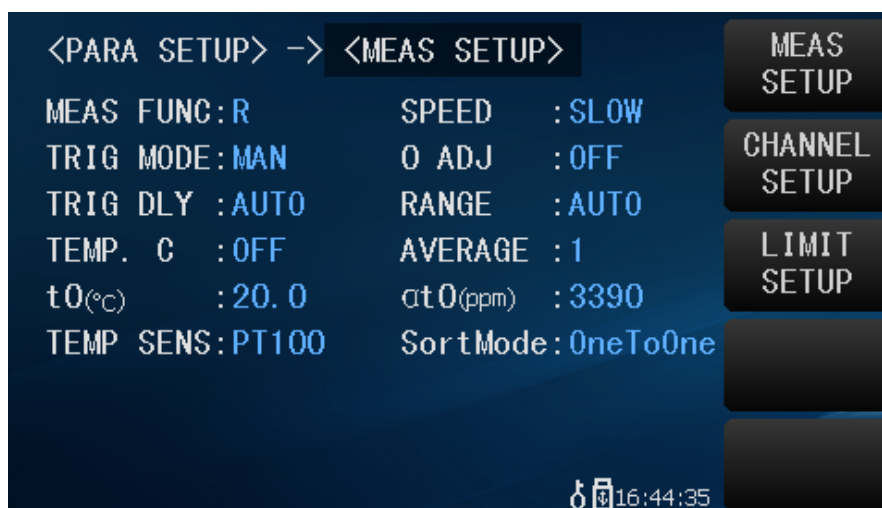 <PARA SETUP> -> <MEAS SETUP>
MEAS FUNC:R SPEED :SLOW
TRIG MODE:MAN O ADJ :OFF
TRIG DLY :AUTO RANGE :AUTO
TEMP. C :OFF AVERAGE :1
t0(℃) :20.0 αt0(ppm) :3390
TEMP SENS:PT100 SortMode:OneToOne
16:44:35
MEAS
SETUP
CHANNEL
SETUP
LIMIT
SETUP